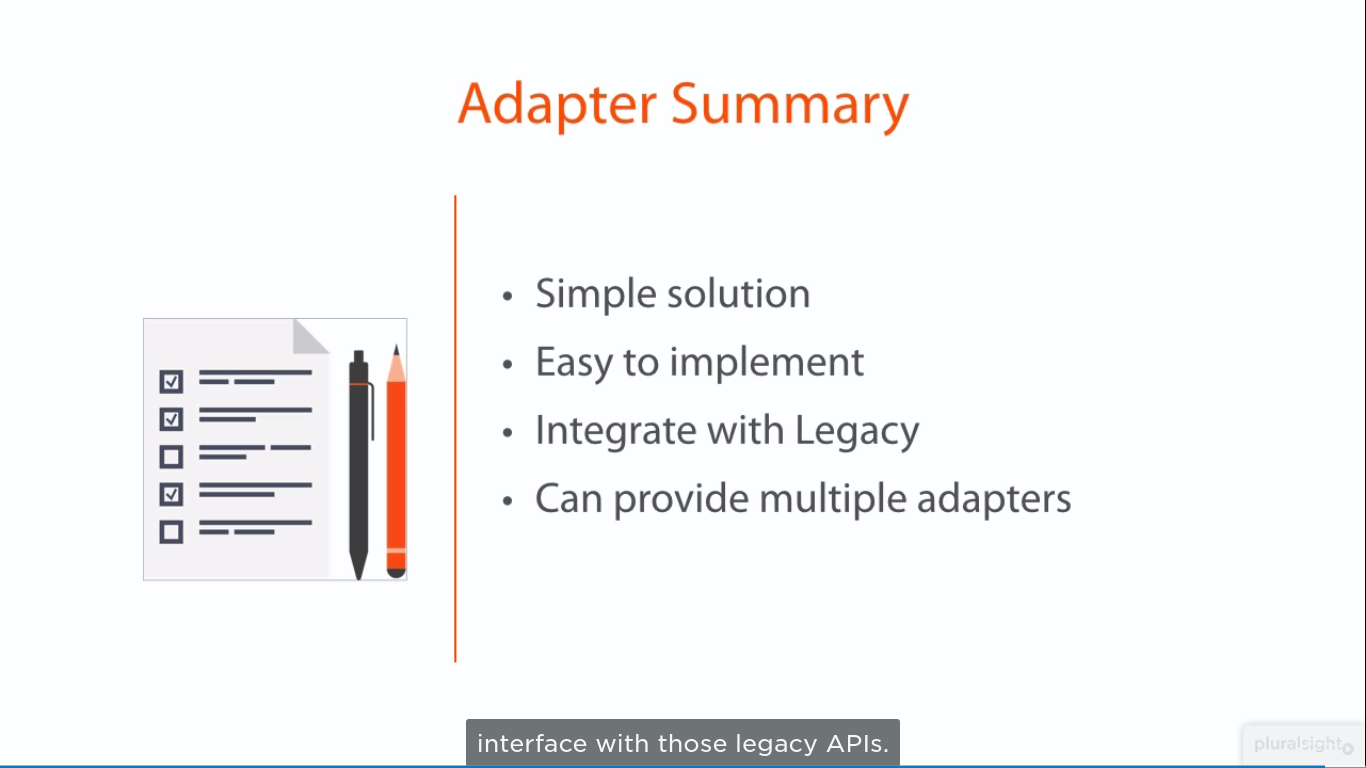 Adapter Summary
• Simple solution
• Easy to implement
• Integrate with Legacy
• Can provide multiple adapters
interface with those legacy APIs.
pluralsight